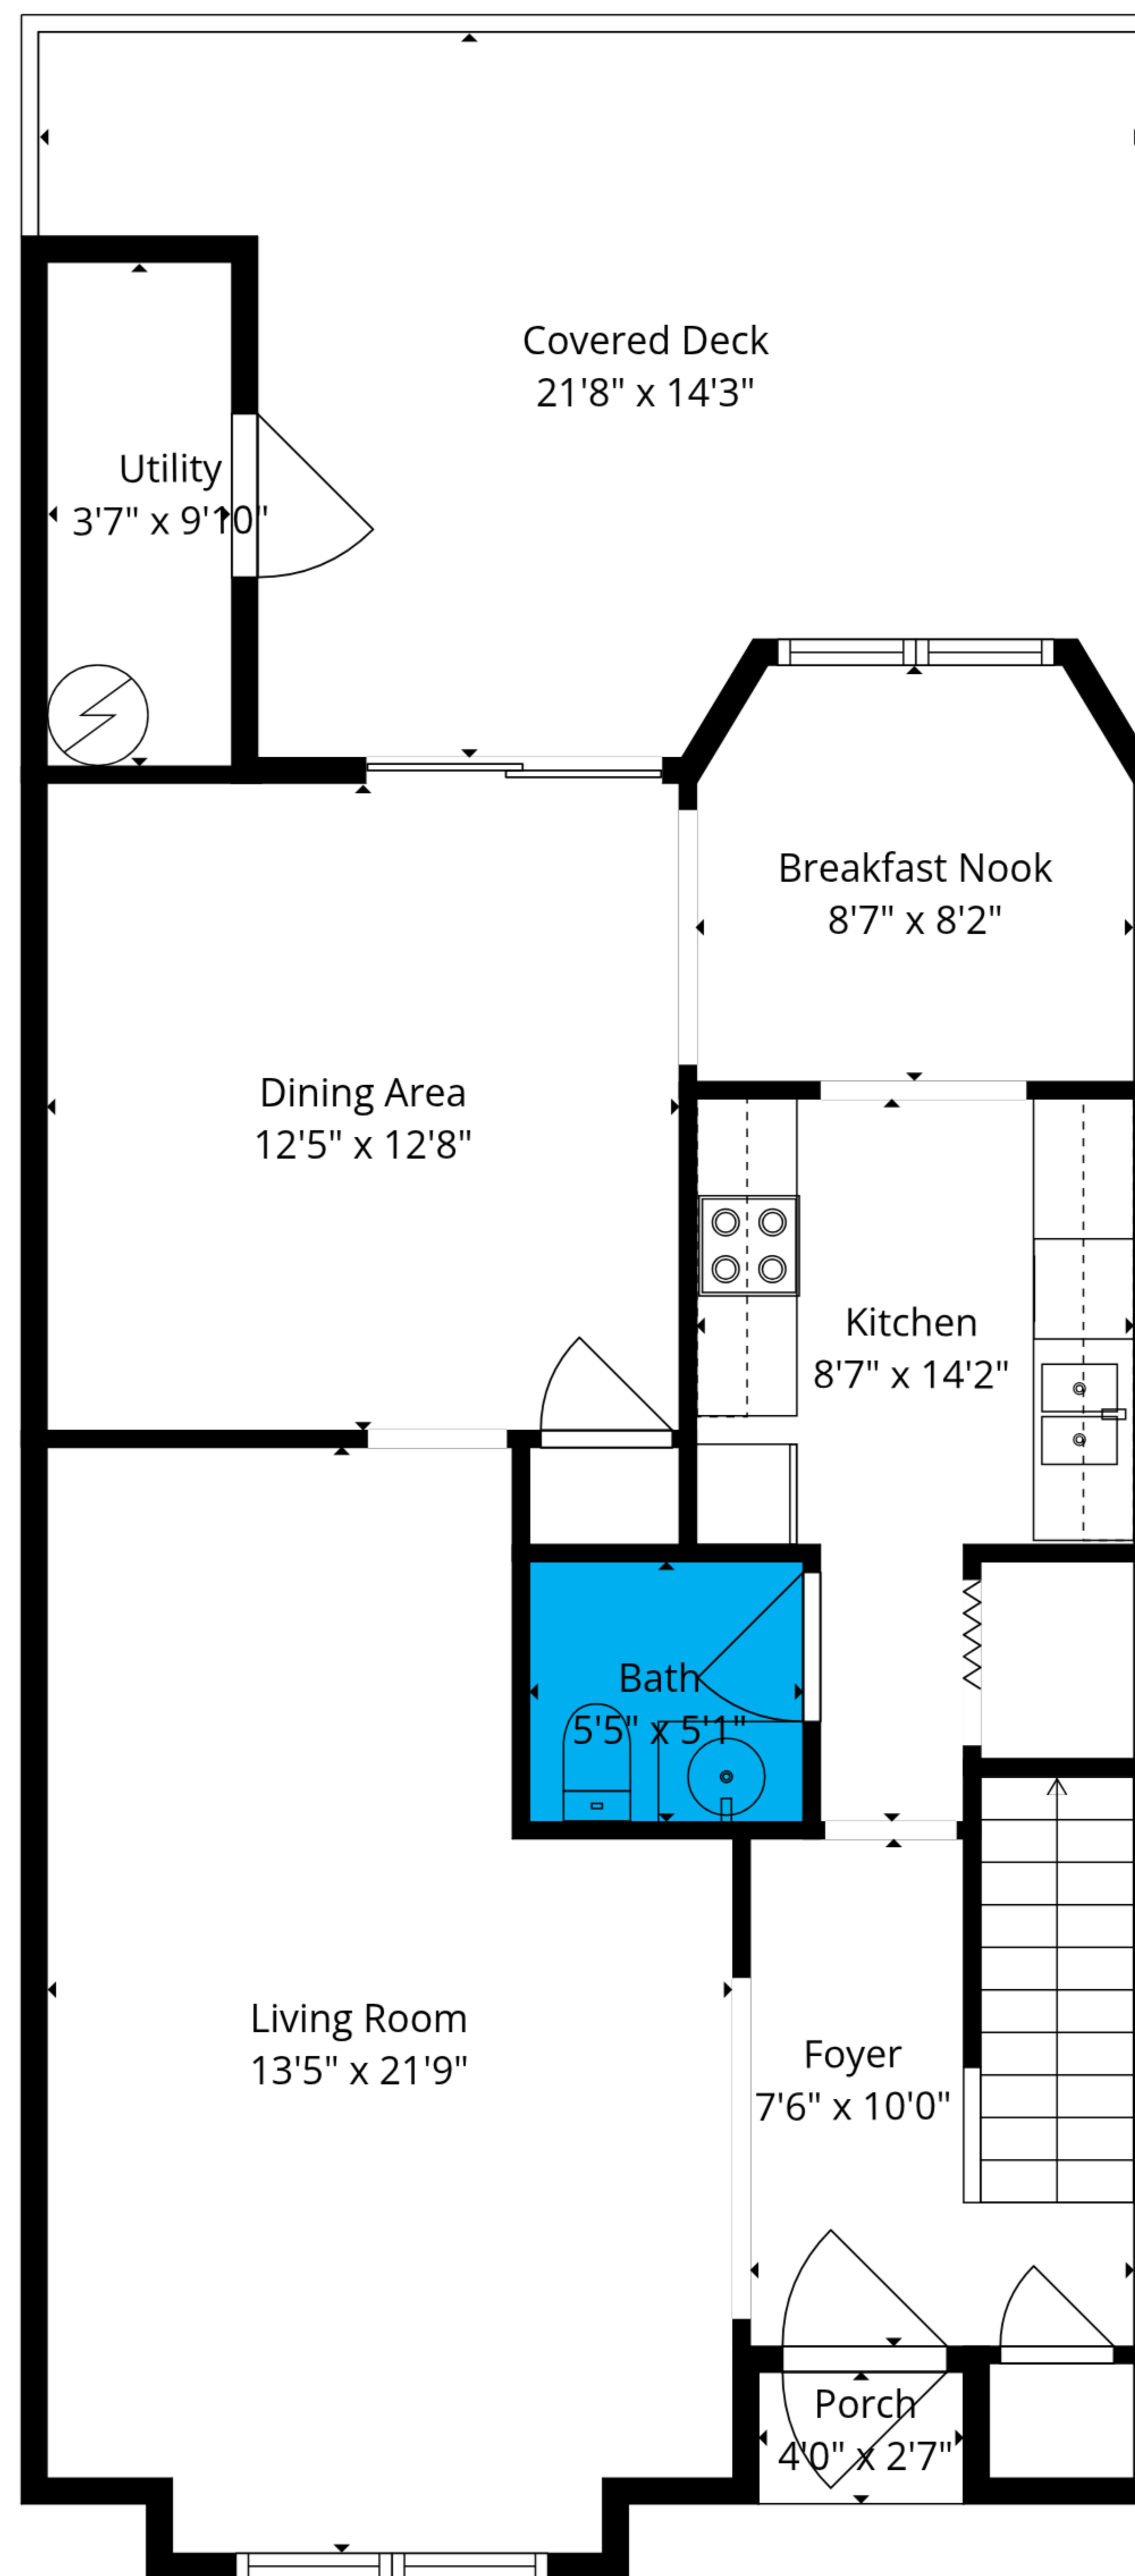 Covered Deck
21'8" x 14'3"
Utility
3'7" x 9'10"
Breakfast Nook
8'7" x 8'2"
Dining Area
12'5" x 12'8"
Kitchen
8'7" x 14'2"
Bath
5'5" x 5'1"
Living Room
13'5" x 21'9"
Foyer
7'6" x 10'0"
Porch
4'0" x 2'7"